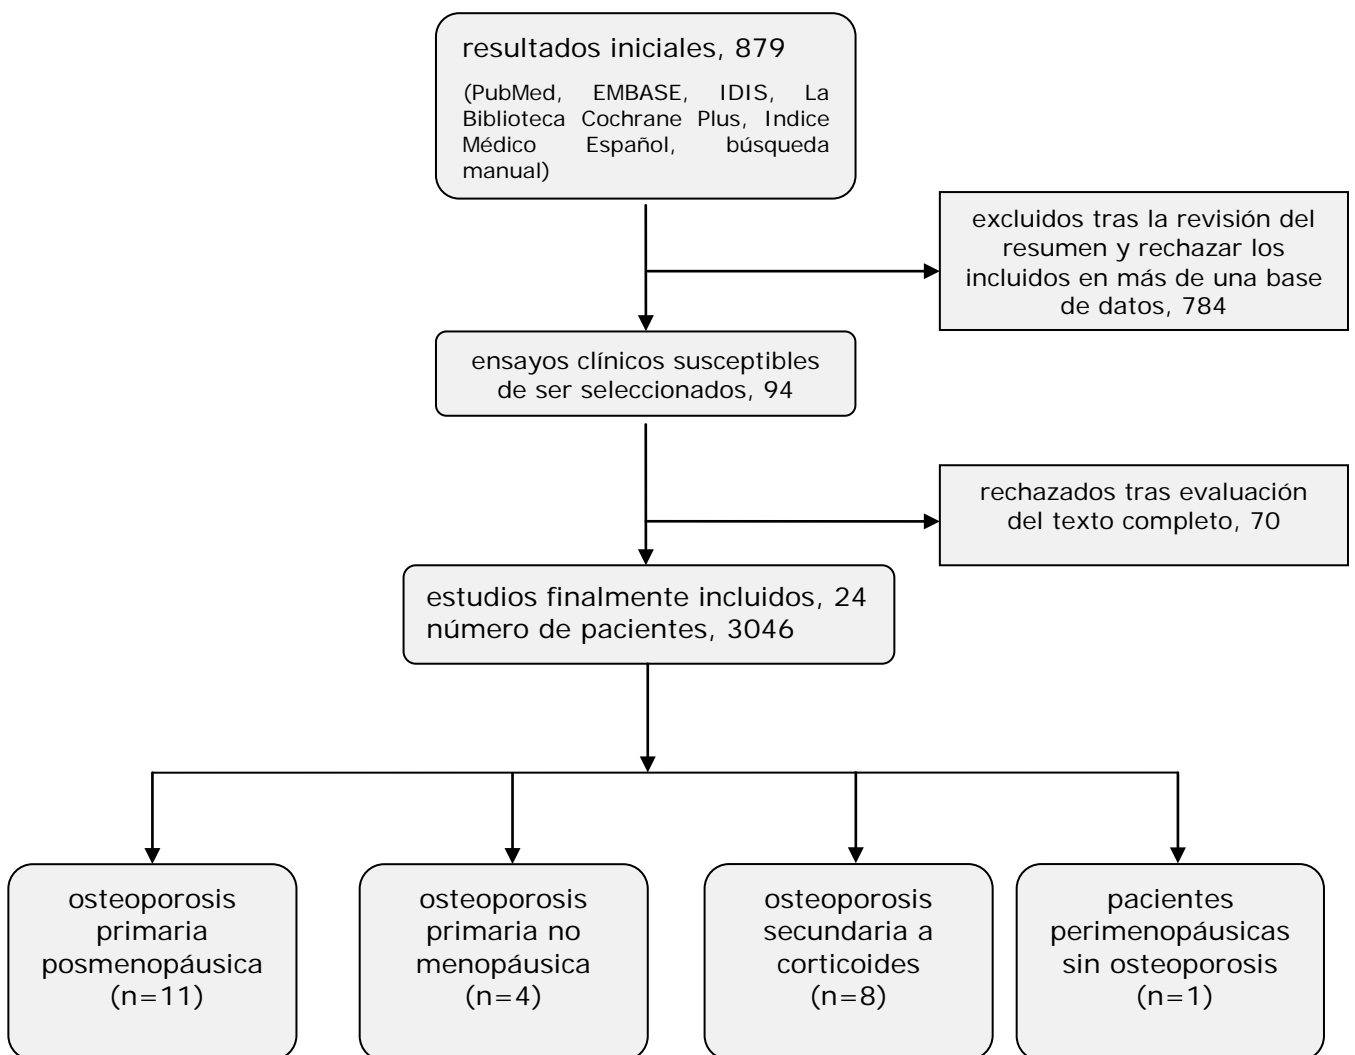 resultados iniciales, 879
(PubMed, EMBASE, IDIS, La
Biblioteca Cochrane Plus, Indice
Médico Español, búsqueda
manual)
excluidos tras la revisión del
resumen y rechazar los
incluidos en más de una base
de datos, 784
ensayos clínicos susceptibles
de ser seleccionados, 94
rechazados tras evaluación
del texto completo, 70
estudios finalmente incluidos, 24
número de pacientes, 3046
osteoporosis
primaria
posmenopáusica
(n=11)
osteoporosis
primaria no
menopáusica
(n=4)
osteoporosis
secundaria a
corticoides
(n=8)
pacientes
perimenopáusicas
sin osteoporosis
(n=1)